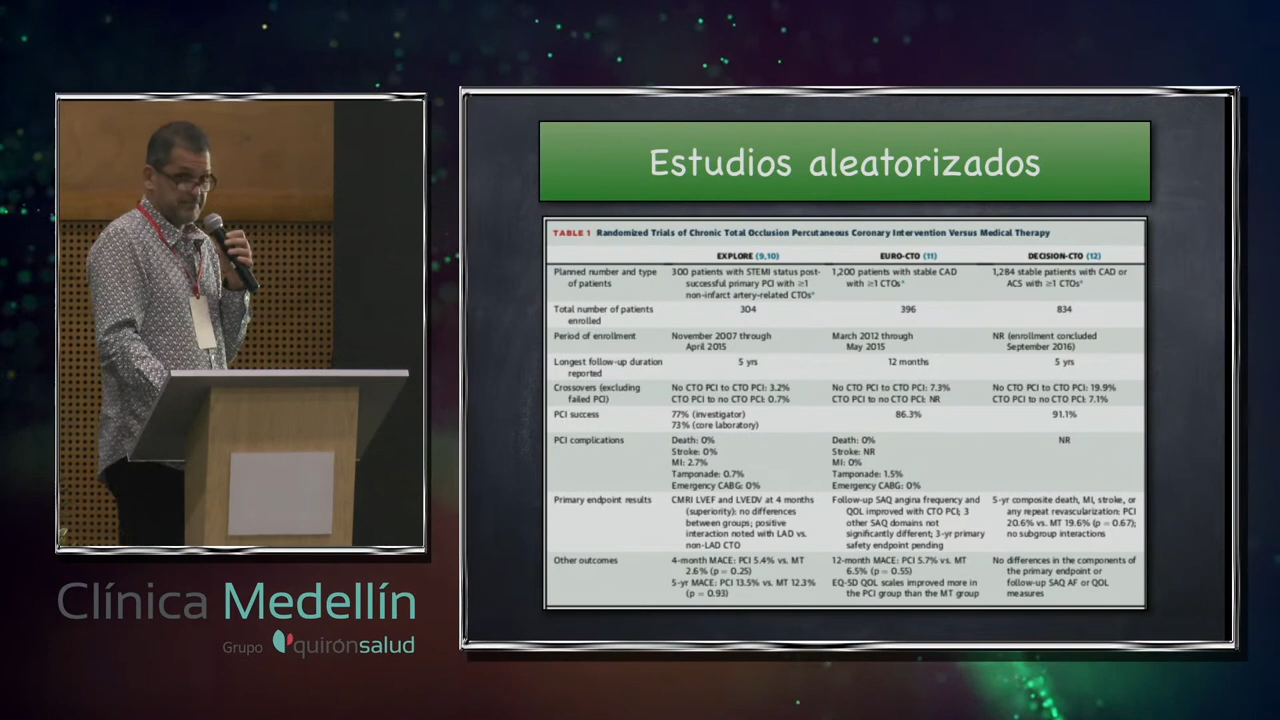 Estudios aleatorizados
TABLE 1 Randomized Trials of Chronic Total Occlusion Percutaneous Coronary Intervention Versus Medical Therapy
EXPLORE (9,10) EURO-CTO (11) DECISION-CTO (12)
Planned number and type of patients
300 patients with STEMI status post-
successful primary PCI with ≥1
non–infarct artery-related CTOs*
1,200 patients with stable CAD
with ≥1 CTOs*
1,284 stable patients with CAD or
ACS with ≥1 CTOs*
Total number of patients
enrolled
304 396 834
Period of enrollment
November 2007 through
April 2015
March 2012 through
May 2015
NR (enrollment concluded
September 2016)
Longest follow-up duration
reported
5 yrs 12 months 5 yrs
Crossovers (excluding
failed PCI)
No CTO PCI to CTO PCI: 3.2%
CTO PCI to no CTO PCI: 0.7%
No CTO PCI to CTO PCI: 7.3%
CTO PCI to no CTO PCI: NR
No CTO PCI to CTO PCI: 19.9%
CTO PCI to no CTO PCI: 7.1%
PCI success
77% (investigator)
73% (core laboratory)
86.3%
91.1%
PCI complications
Death: 0%
Stroke: 0%
MI: 2.7%
Tamponade: 0.7%
Emergency CABG: 0%
Death: 0%
Stroke: NR
MI: 0%
Tamponade: 1.5%
Emergency CABG: 0%
NR
Primary endpoint results
CMRI LVEF and LVEDV at 4 months
(superiority): no differences
between groups; positive
interaction noted with LAD vs.
non-LAD CTO
Follow-up SAQ angina frequency and
QOL improved with CTO PCI; 3
other SAQ domains not
significantly different; 3-yr primary
safety endpoint pending
5-yr composite death, MI, stroke, or
any repeat revascularization: PCI
20.6% vs. MT 19.6% (p = 0.67);
no subgroup interactions
Other outcomes
4-month MACE: PCI 5.4% vs. MT
2.6% (p = 0.25)
5-yr MACE: PCI 13.5% vs. MT 12.3%
(p = 0.93)
12-month MACE: PCI 5.7% vs. MT
6.5% (p = 0.55)
EQ-5D QOL scales improved more in
the PCI group than the MT group
No differences in the components of
the primary endpoint or
follow-up SAQ AF or QOL
measures
Clínica Medellín
Grupo quirónsalud